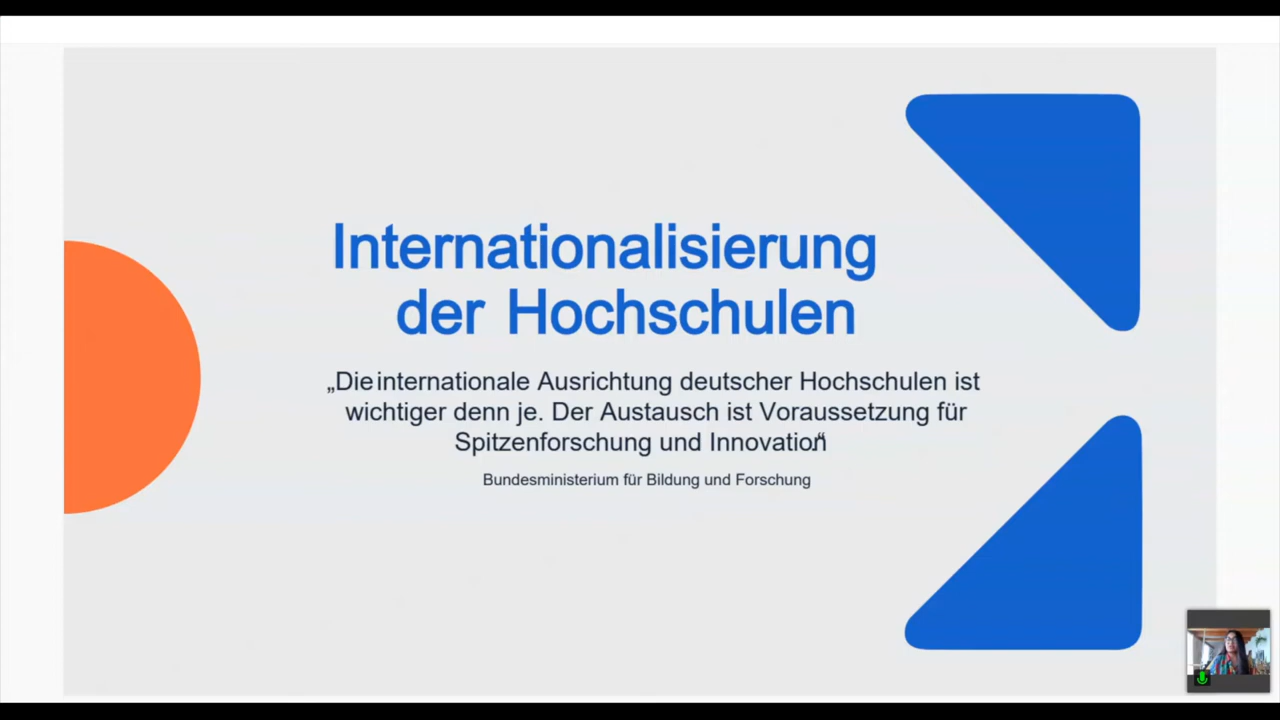 Internationalisierung
der Hochschulen
„Die internationale Ausrichtung deutscher Hochschulen ist
wichtiger denn je. Der Austausch ist Voraussetzung für
Spitzenforschung und Innovation.“
Bundesministerium für Bildung und Forschung